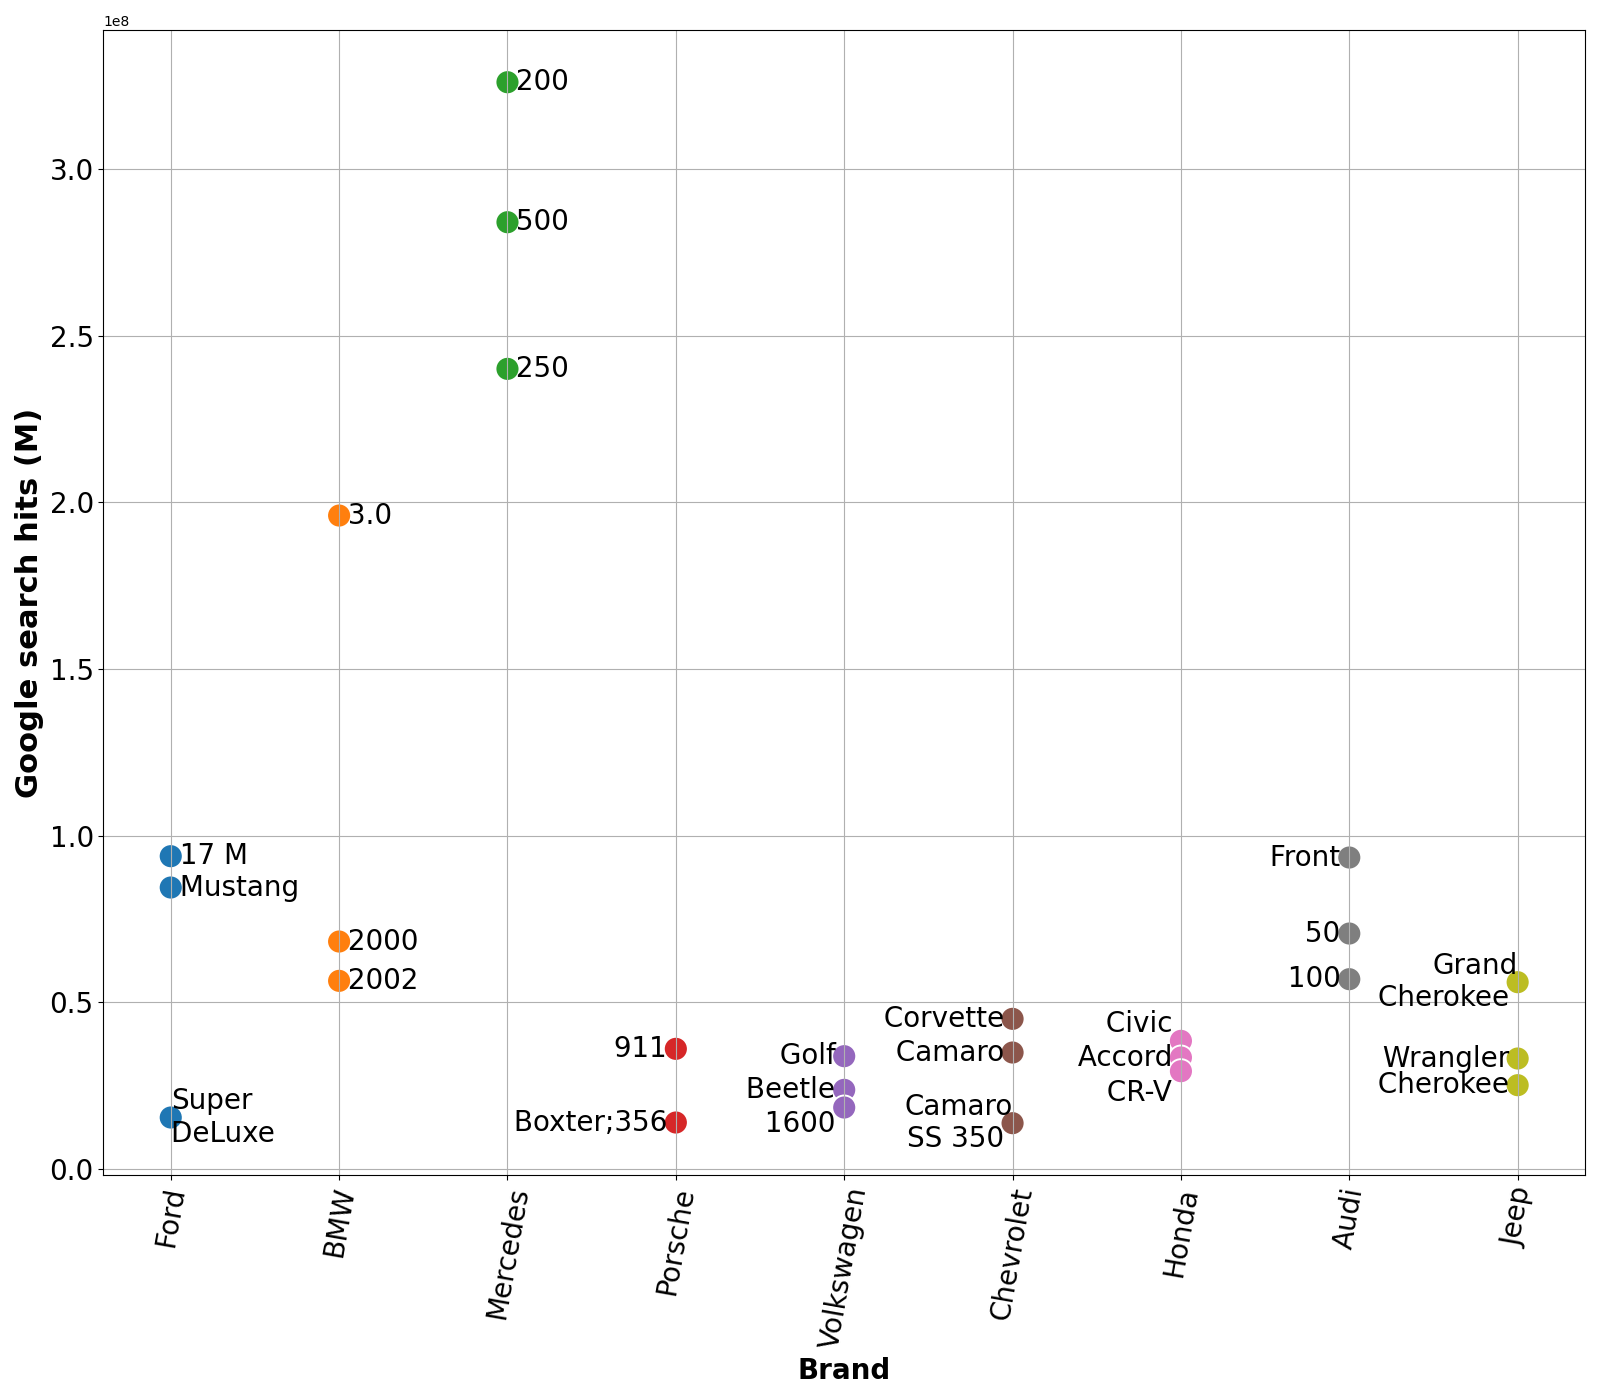 1e8
200
3.0
500
2.5
250
2.0
3.0
1.5
1.0
17 M
Front
Mustang
50
2000
Grand
Cherokee
2002
100
0.5
Corvette
Civic
911
Golf
Camaro
Accord
Wrangler
Beetle
CR-V
Cherokee
Super
DeLuxe
Boxter;356
1600
Camaro
SS 350
0.0
Google search hits (M)
Ford
BMW
Mercedes
Porsche
Volkswagen
Chevrolet
Honda
Audi
Jeep
Brand